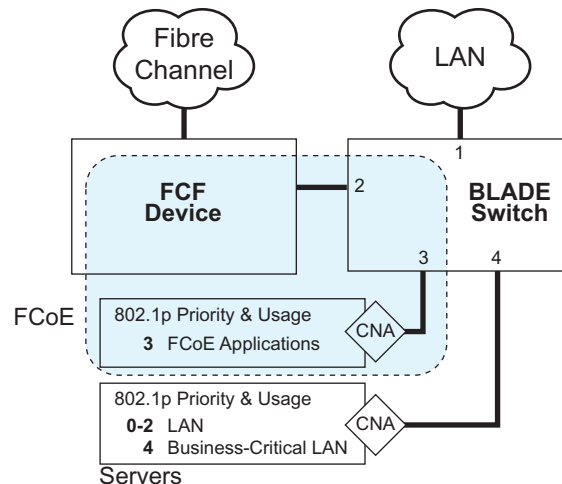 Fibre
Channel
LAN
1
FCF
Device
2
BLADE
Switch
3
4
FCoE
802.1p Priority & Usage
3 FCoE Applications
CNA
802.1p Priority & Usage
0-2 LAN
4 Business-Critical LAN
CNA
Servers